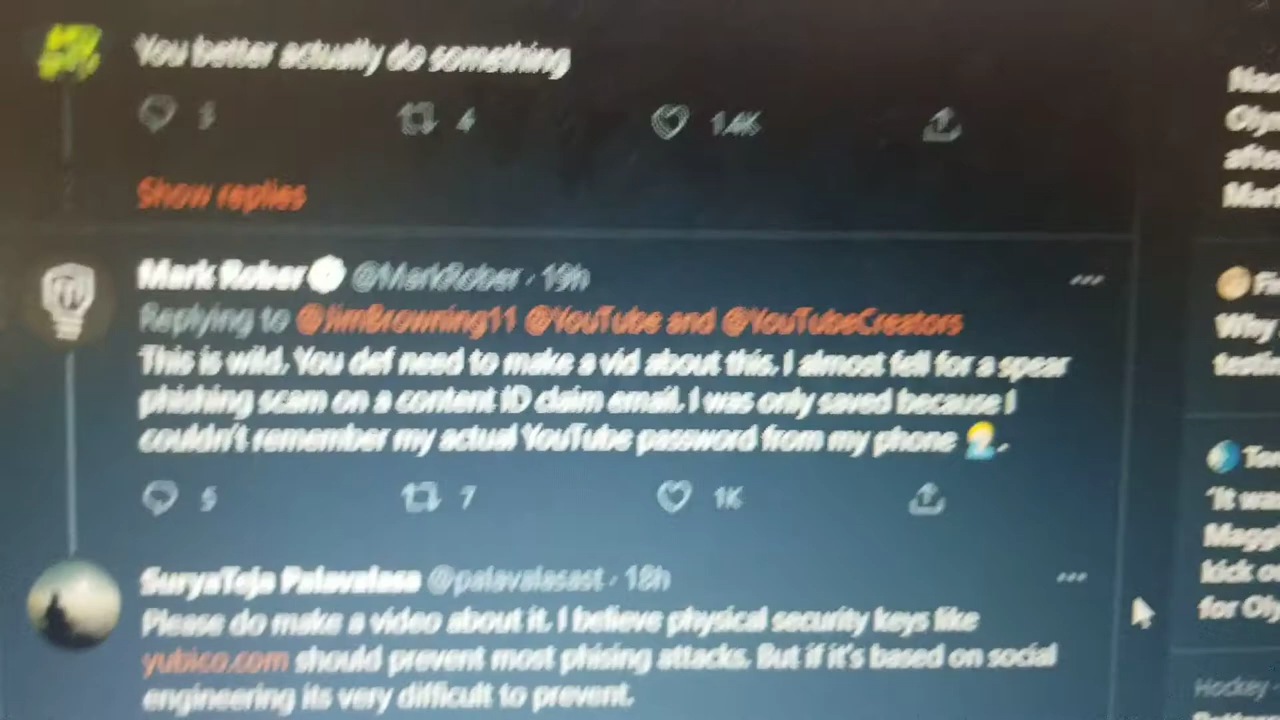 You better actually do something
4
1.4K
Show replies
Mark Rober @MarkRober · 19h
Replying to @JimBrowning11 @YouTube and @YouTubeCreators
This is wild. You def need to make a vid about this. I almost fell for a spear
phishing scam on a content ID claim email. I was only saved because I
couldn't remember my actual YouTube password from my phone
5 7 1K
SuryaTeja Palavalasa @palavalasast · 18h
Please do make a video about it. I believe physical security keys like
yubico.com should prevent most phising attacks. But if it's based on social
engineering its very difficult to prevent.
Why
kick
for
Hockey